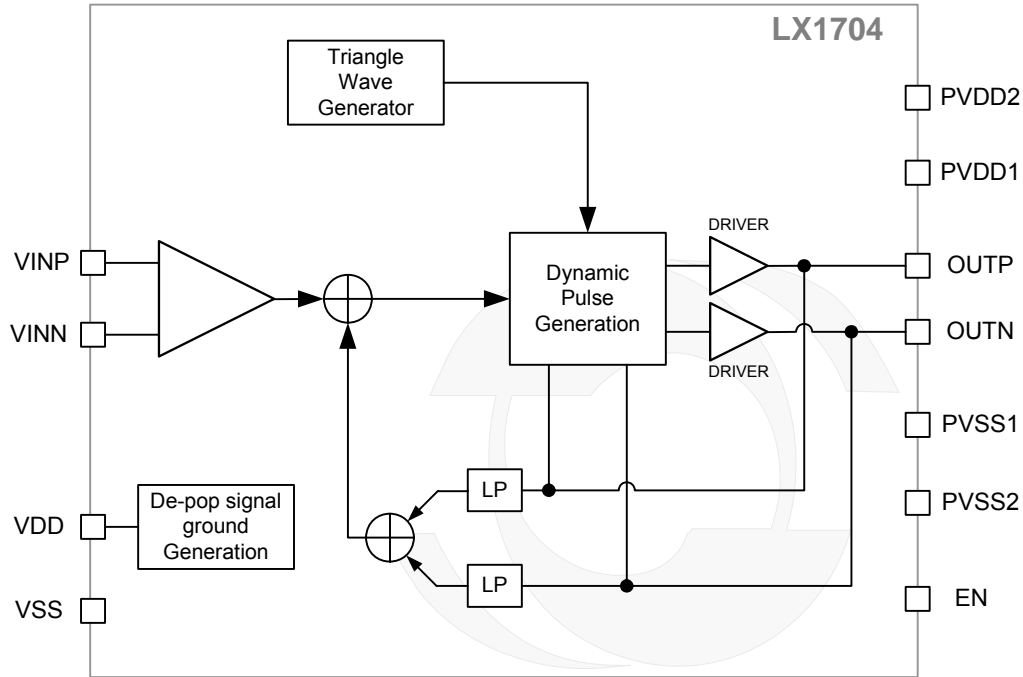 LX1704
Triangle
Wave
Generator
PVDD2
PVDD1
DRIVER
VINP
VINN
Dynamic
Pulse
Generation
OUTP
OUTN
DRIVER
PVSS1
LP
De-pop signal
ground
Generation
VDD
PVSS2
LP
VSS
EN